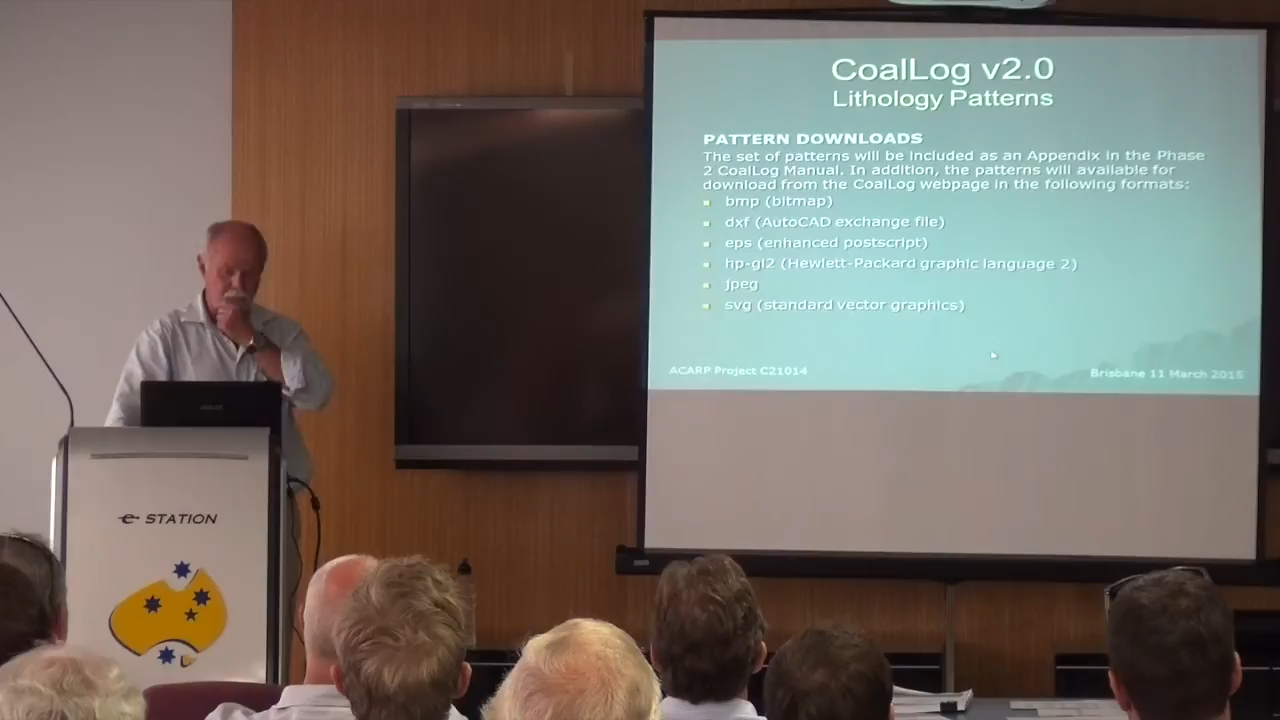 CoalLog v2.0
Lithology Patterns
PATTERN DOWNLOADS
The set of patterns will be included as an Appendix in the Phase
2 CoalLog Manual. In addition, the patterns will available for
download from the CoalLog webpage in the following formats:
bmp (bitmap)
dxf (AutoCAD exchange file)
eps (enhanced postscript)
hp-gl2 (Hewlett-Packard graphic language 2)
jpeg
svg (standard vector graphics)
ACARP Project C21014
Brisbane 11 March 2015
e STATION